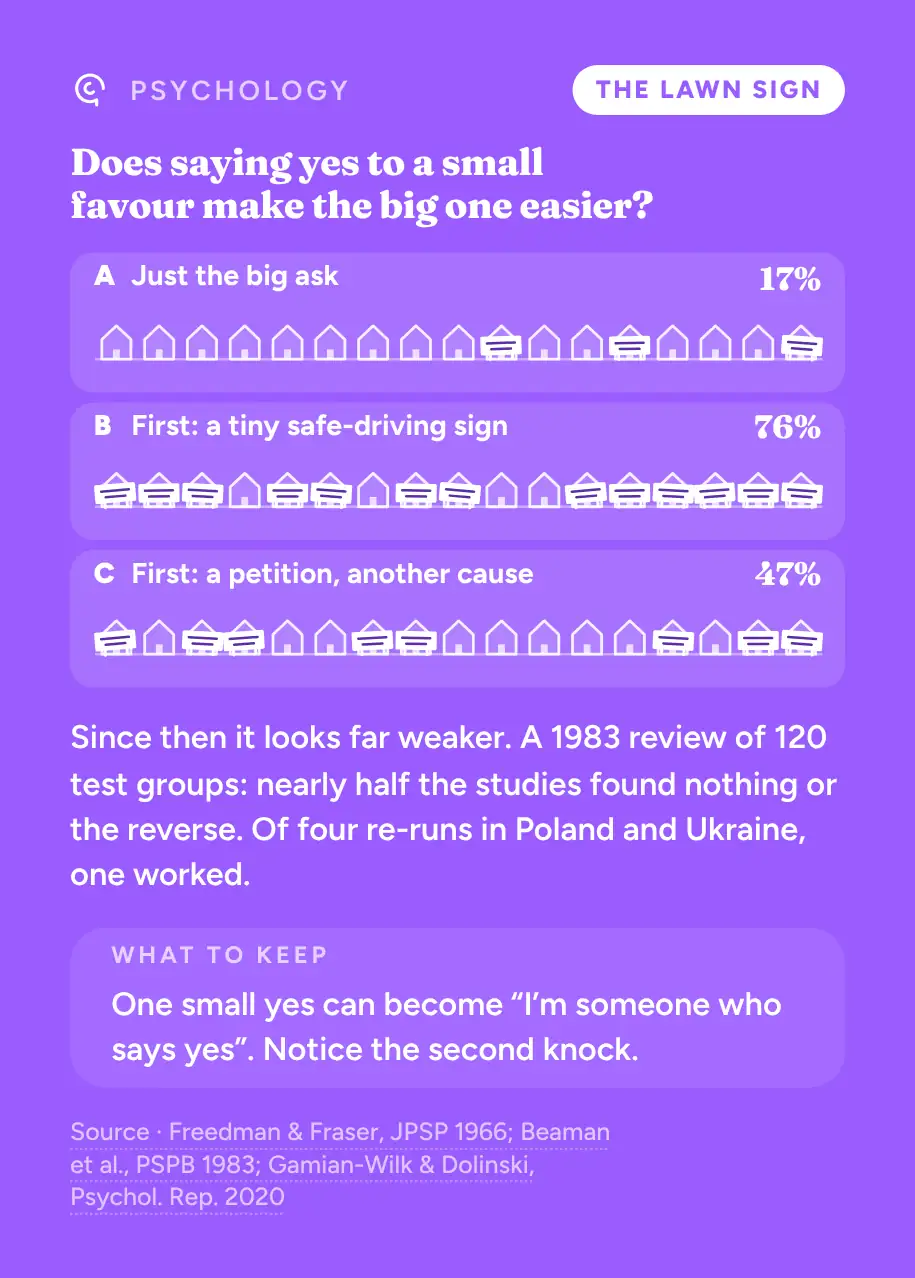 PSYCHOLOGY
THE LAWN SIGN
Does saying yes to a small
favour make the big one easier?
A Just the big ask 17%
B First: a tiny safe-driving sign 76%
C First: a petition, another cause 47%
Since then it looks far weaker. A 1983 review of 120
test groups: nearly half the studies found nothing or
the reverse. Of four re-runs in Poland and Ukraine,
one worked.
WHAT TO KEEP
One small yes can become “I’m someone who
says yes”. Notice the second knock.
Source · Freedman & Fraser, JPSP 1966; Beaman
et al., PSPB 1983; Gamian-Wilk & Dolinski,
Psychol. Rep. 2020